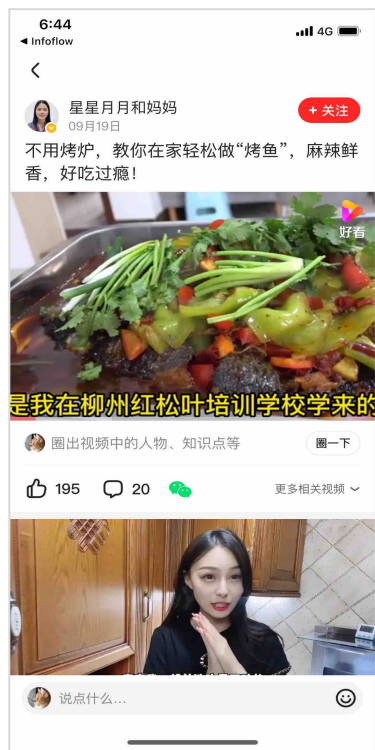 6:44
4G
Infoflow
星星月月和妈妈
+ 关注
09月19日
不用烤炉，教你在家轻松做“烤鱼”，麻辣鲜
香，好吃过瘾！
好看
是我在柳州红松叶培训学校学来的
圈出视频中的人物、知识点等
圈一下
195
20
更多相关视频
说点什么...